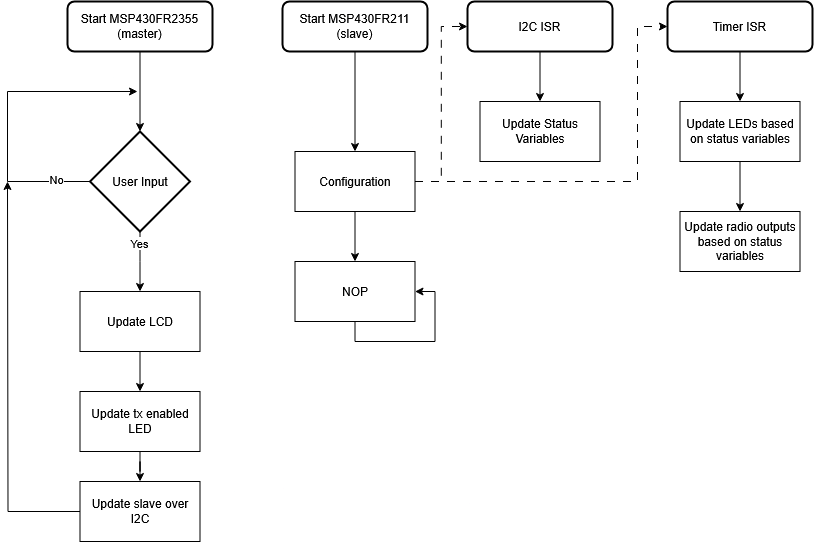 Start MSP430FR2355
(master)
Start MSP430FR211
(slave)
I2C ISR
Timer ISR
Update Status
Variables
Update LEDs based
on status variables
No
User Input
Configuration
Yes
Update radio outputs
based on status
variables
NOP
Update LCD
Update tx enabled
LED
Update slave over
I2C